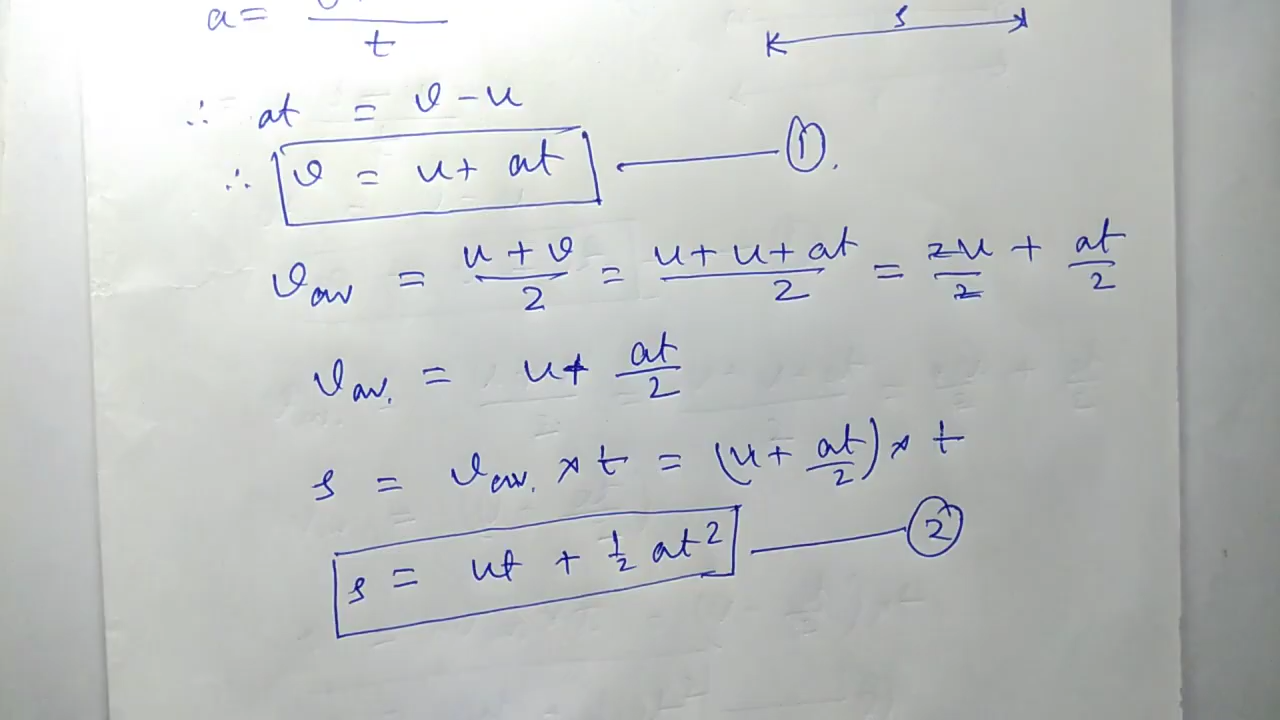 a = / t
s
∴ at = v - u
∴ v = u + at ——— ①.
v_av = (u + v)/2 = (u + u + at)/2 = 2u/2 + at/2
v_av. = u + at/2
s = v_av. × t = (u + at/2) × t
s = ut + ½ at² ——— ②